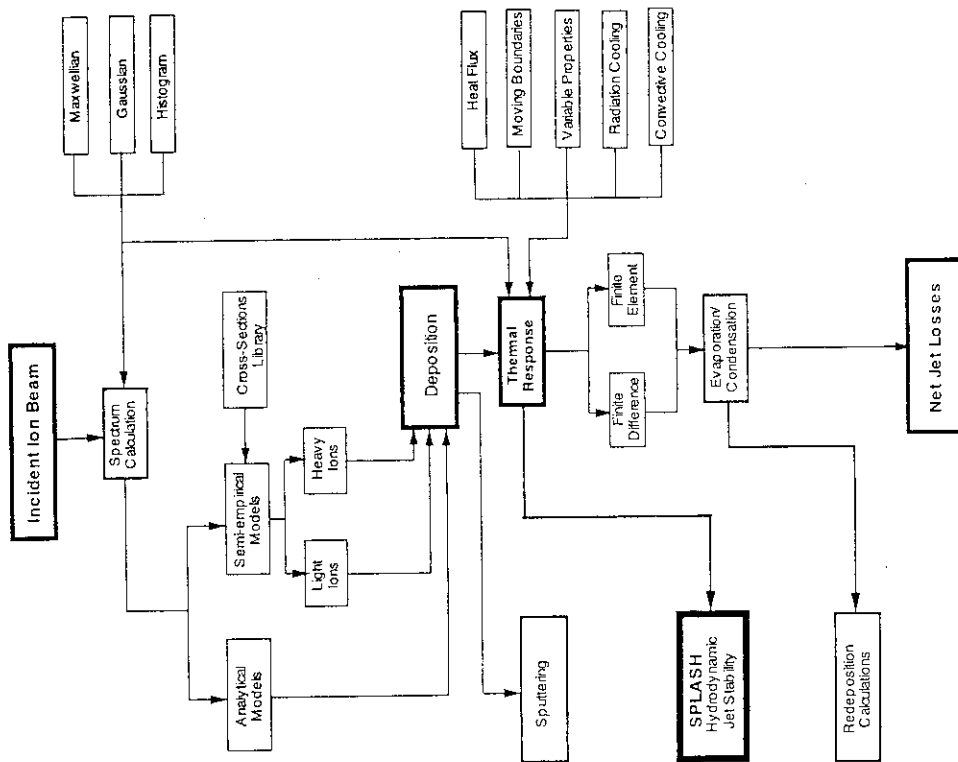 Incident Ion Beam
Maxwellian
Gaussian
Histogram
Spectrum
Calculation
Cross-Sections
Library
Analytical
Models
Semi-empirical
Models
Light
Ions
Heavy
Ions
Deposition
Heat Flux
Moving Boundaries
Variable Properties
Radiation Cooling
Convective Cooling
Sputtering
Thermal
Response
Finite
Difference
Finite
Element
SPLASH
Hydrodynamic
Jet Stability
Evaporation/
Condensation
Redeposition
Calculations
Net Jet Losses